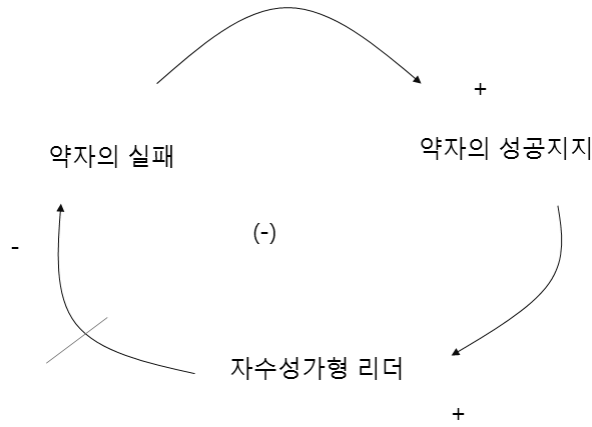 +
약자의 실패
약자의 성공지지
-
(-)
자수성가형 리더
+